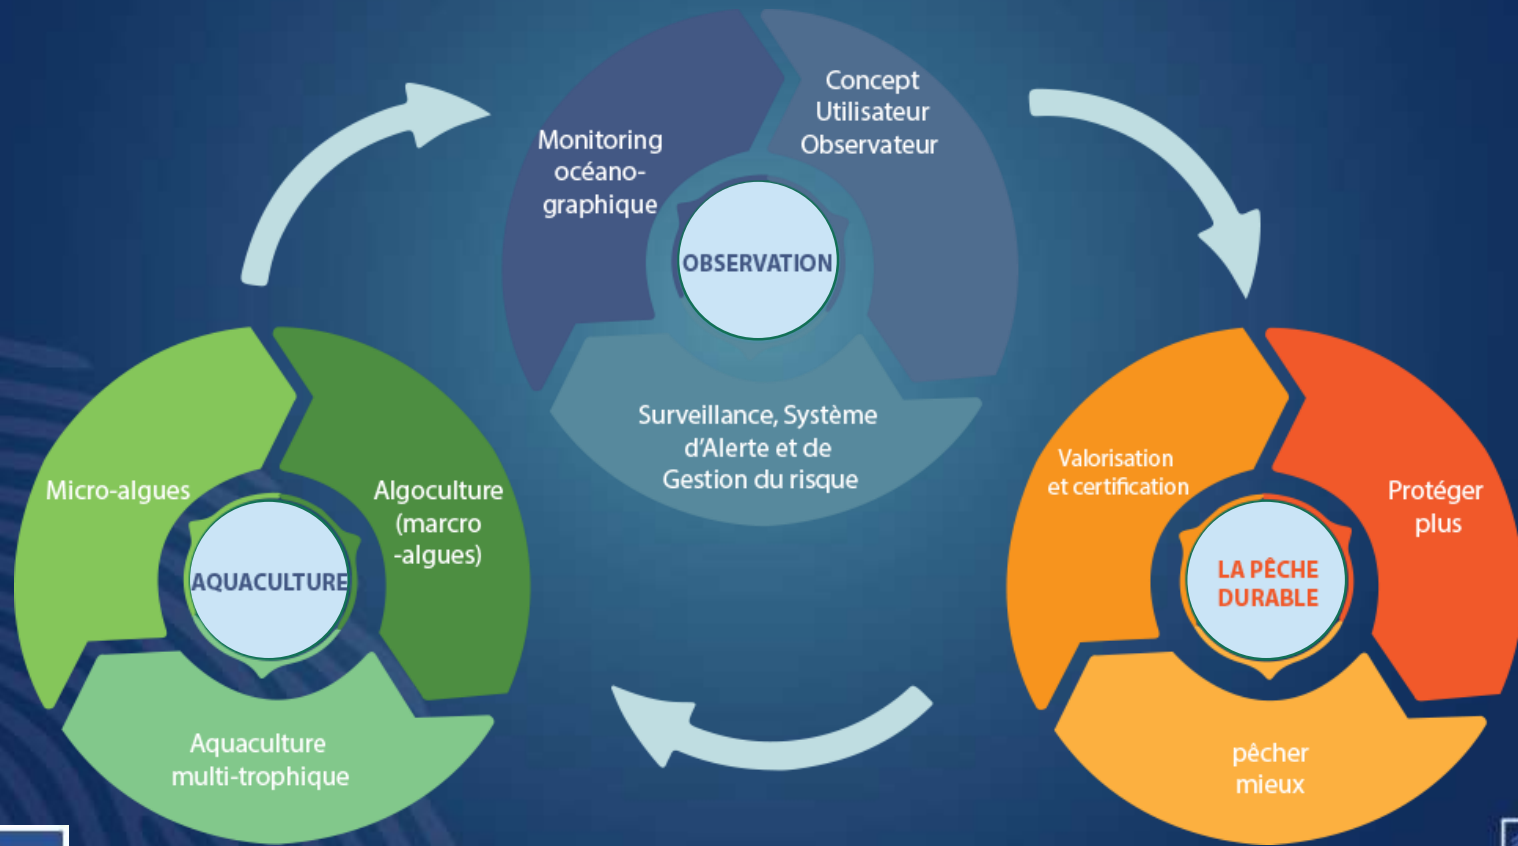 Concept
Utilisateur
Observateur
Monitoring
océano-
graphique
OBSERVATION
Surveillance, Système
d'Alerte et de
Gestion du risque
Micro-algues
Algoculture
(marcro
-algues)
AQUACULTURE
Aquaculture
multi-trophique
Valorisation
et certification
Protéger
plus
LA PÊCHE
DURABLE
pêcher
mieux